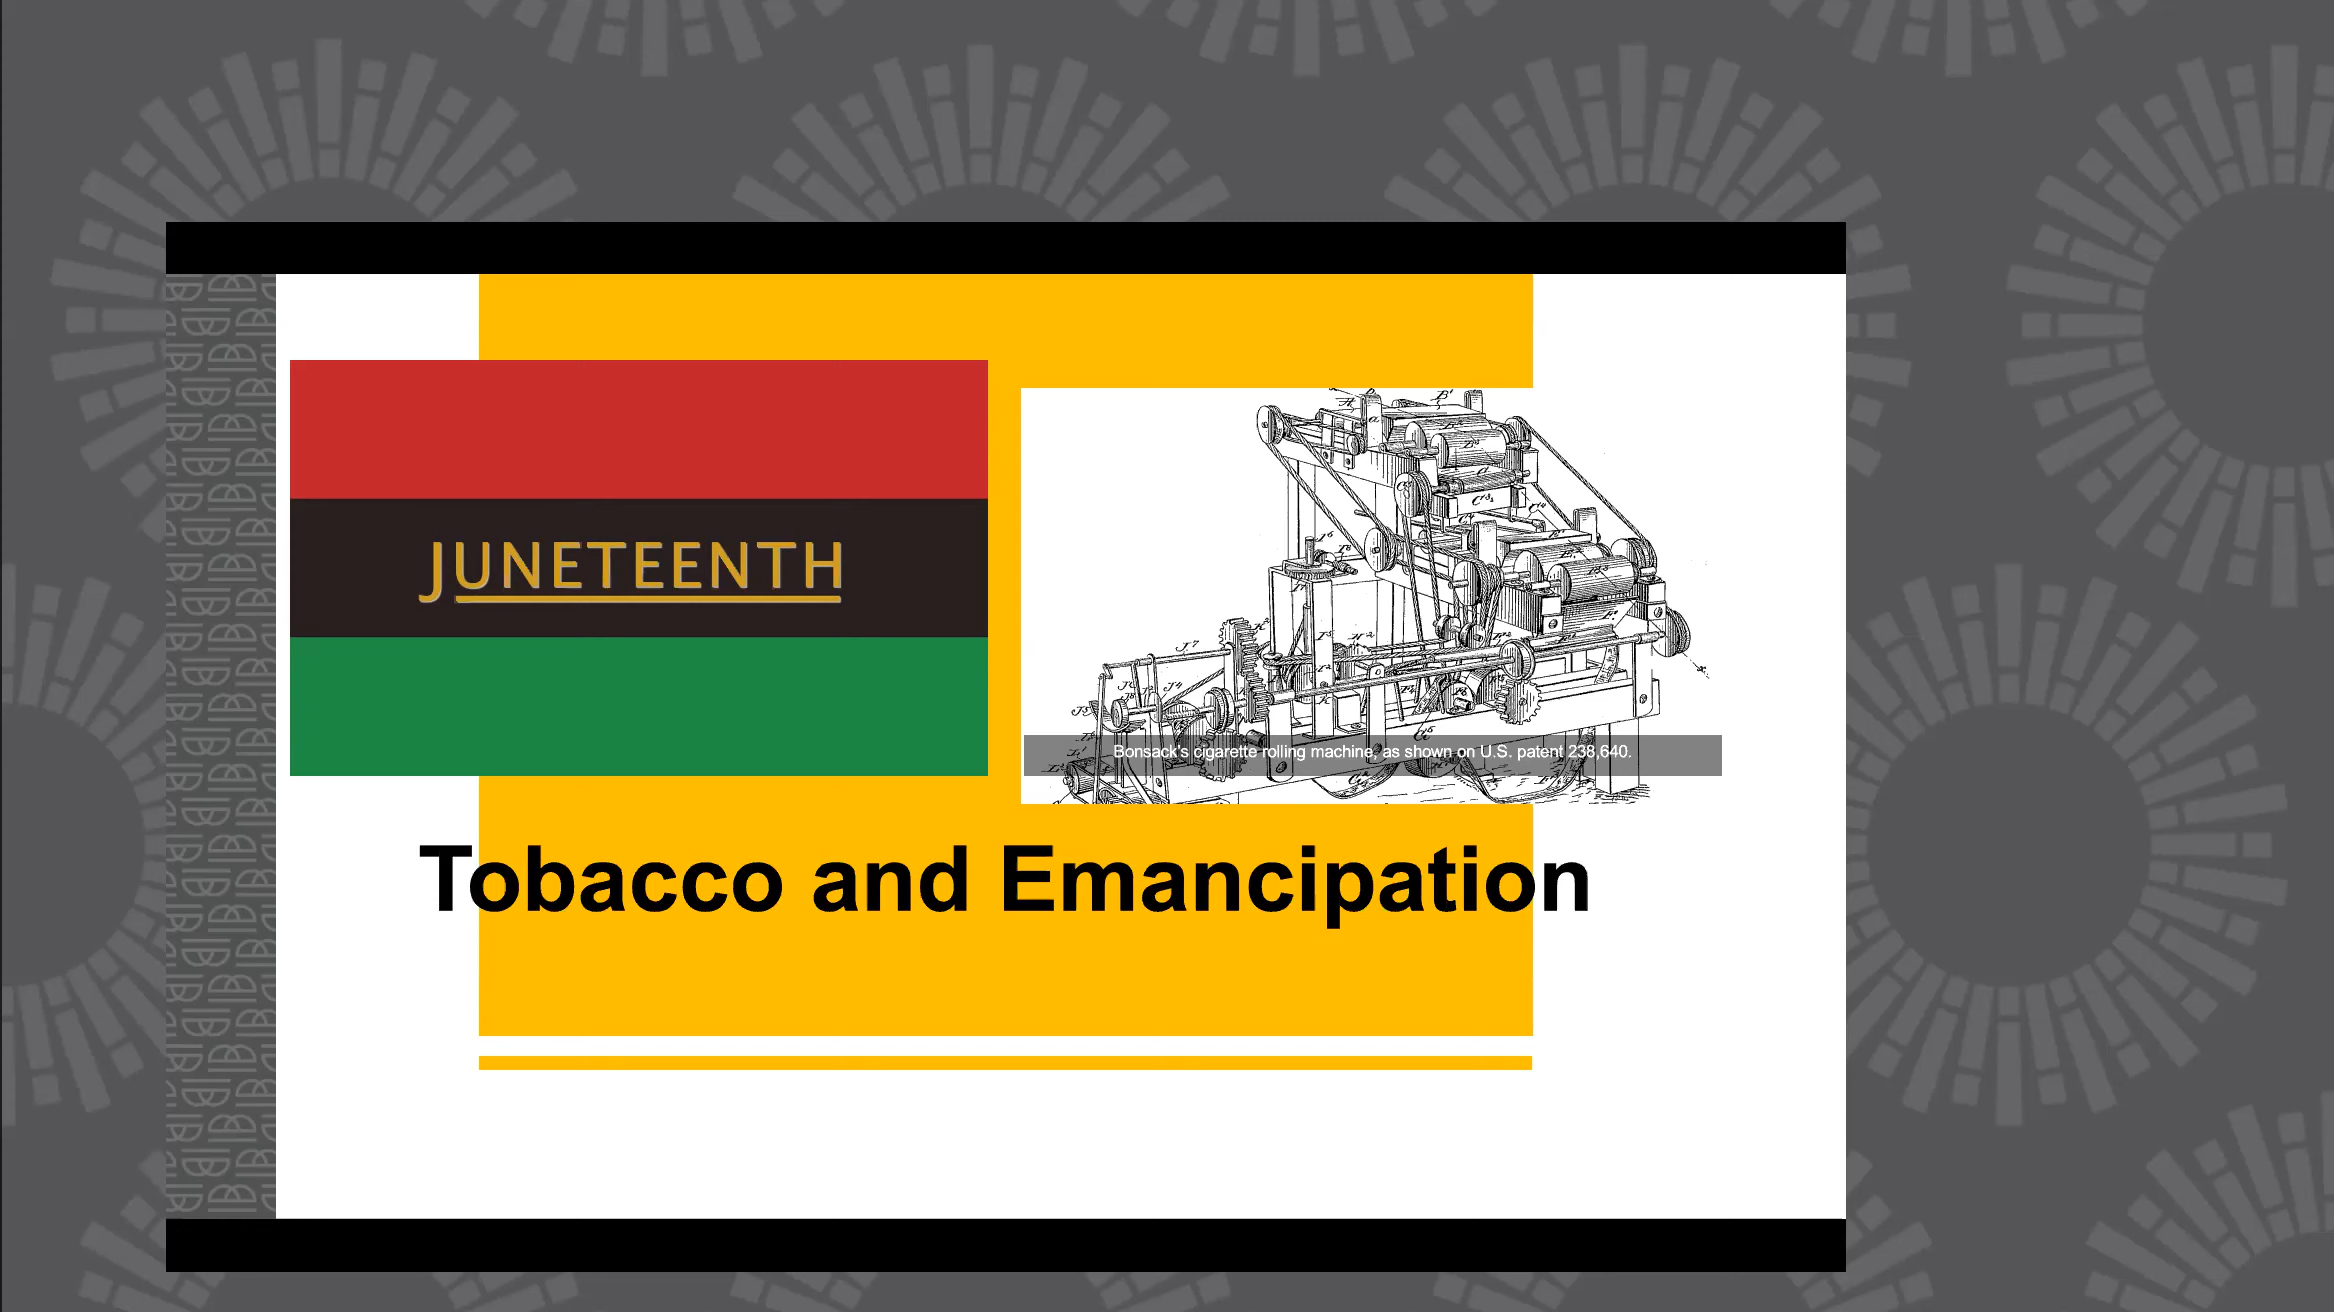 JUNETEENTH
Bonsack's cigarette rolling machine, as shown on U.S. patent 238,640.
Tobacco and Emancipation